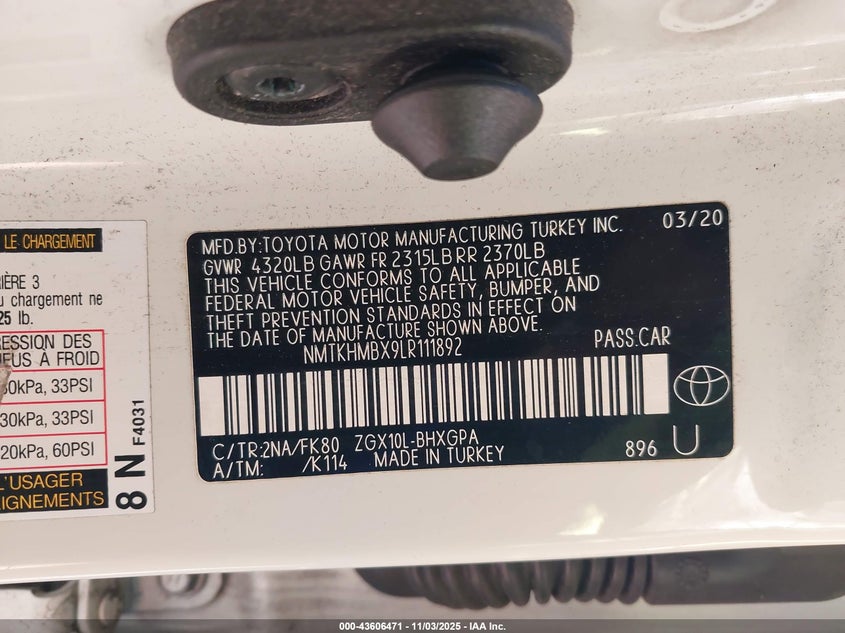 LE CHARGEMENT
IÈRE 3
u chargement ne
25 lb.
RESSION DES
EUS À FROID
30kPa, 33PSI
30kPa, 33PSI
20kPa, 60PSI
L'USAGER
EIGNEMENTS
8 N F4031
MFD.BY:TOYOTA MOTOR MANUFACTURING TURKEY INC. 03/20
GVWR 4320LB GAWR FR 2315LB RR 2370LB
THIS VEHICLE CONFORMS TO ALL APPLICABLE
FEDERAL MOTOR VEHICLE SAFETY, BUMPER, AND
THEFT PREVENTION STANDARDS IN EFFECT ON
THE DATE OF MANUFACTURE SHOWN ABOVE.
NMTKHMBX9LR111892 PASS.CAR
C/TR:2NA/FK80 ZGX10L-BHXGPA
A/TM: /K114 MADE IN TURKEY
896 U
000-43606471 - 11/03/2025 - IAA Inc.